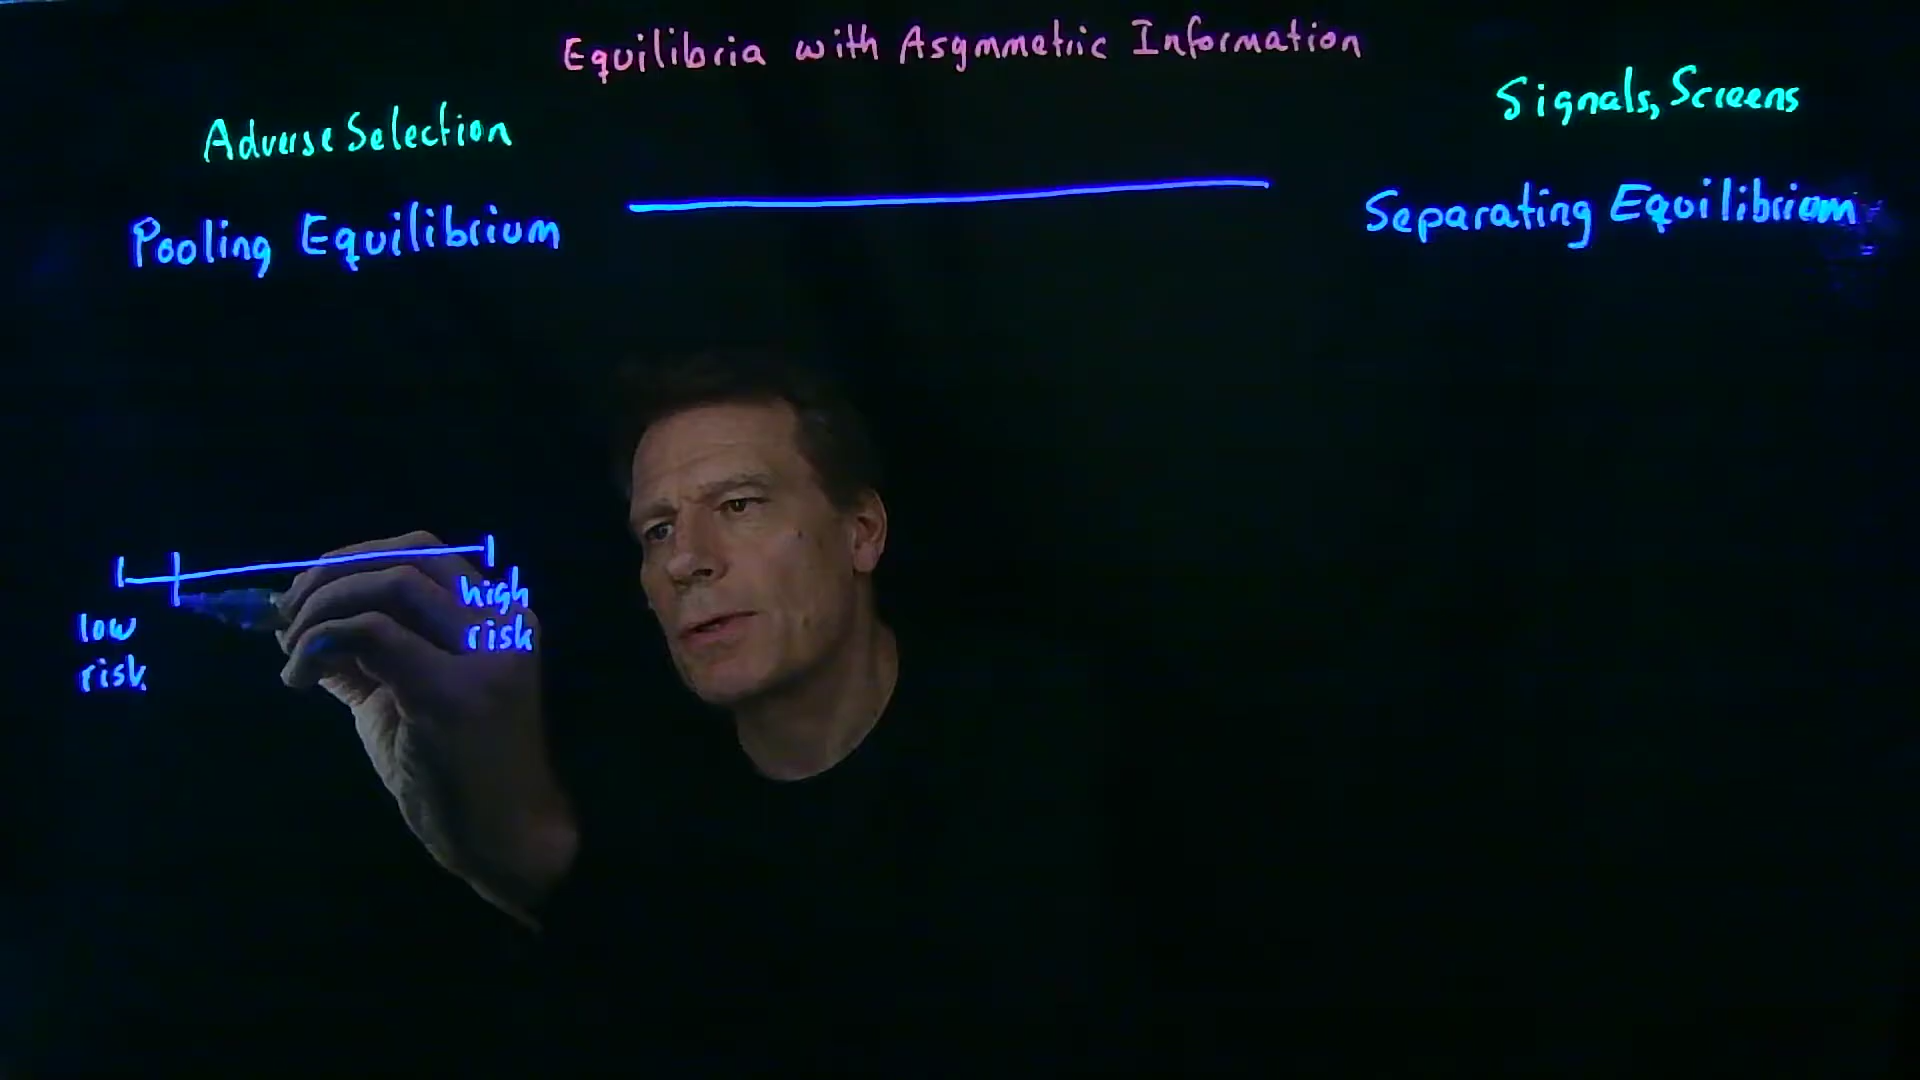 Equilibria with Asymmetric Information
Adverse Selection
Signals, Screens
Pooling Equilibrium
Separating Equilibrium
low
risk
high
risk